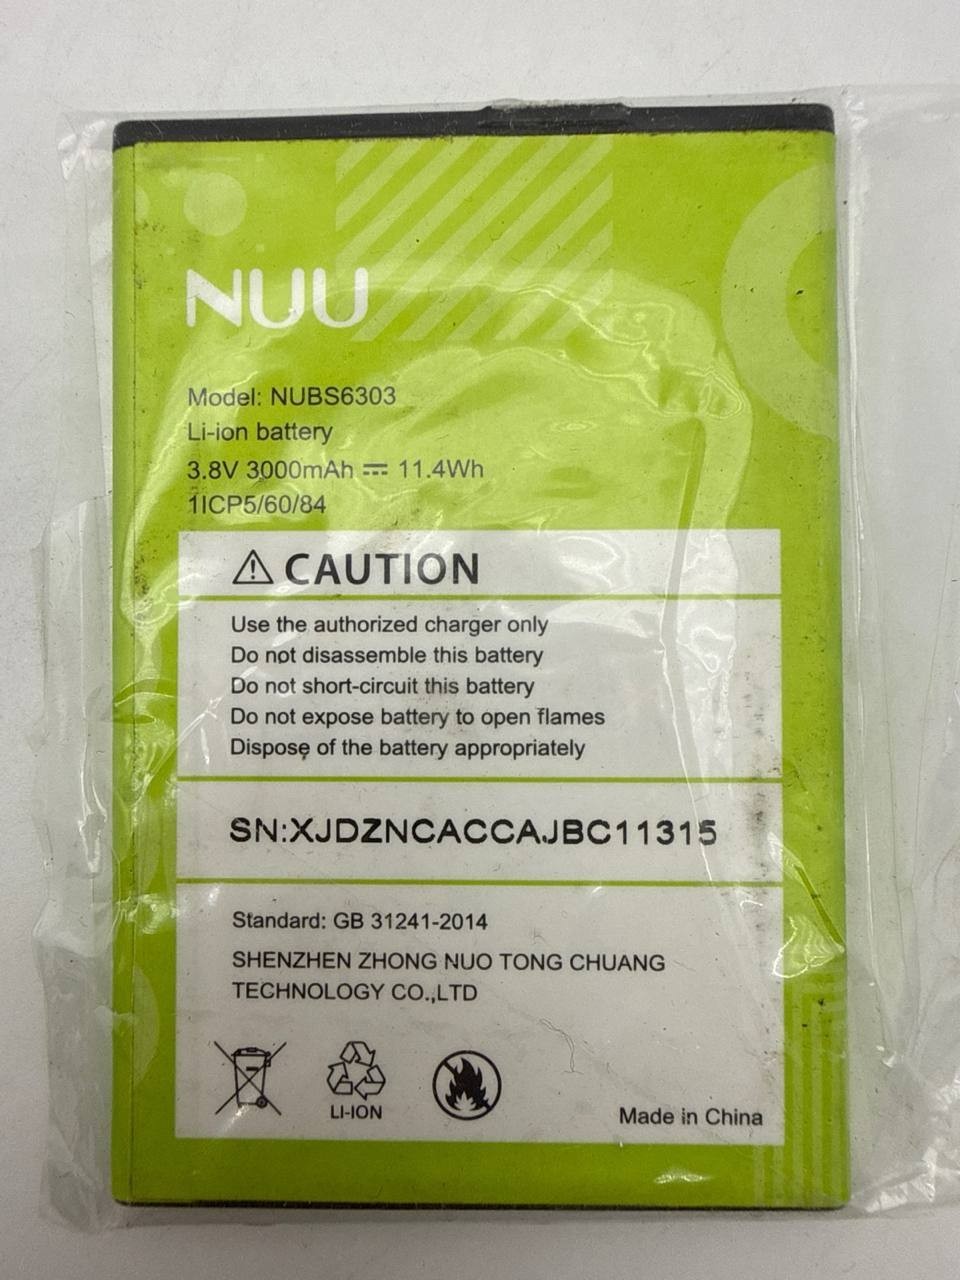 NUU
Model: NUBS6303
Li-ion battery
3.8V 3000mAh ⎓ 11.4Wh
1ICP5/60/84
⚠ CAUTION
Use the authorized charger only
Do not disassemble this battery
Do not short-circuit this battery
Do not expose battery to open flames
Dispose of the battery appropriately
SN:XJDZNCACCAJBC11315
Standard: GB 31241-2014
SHENZHEN ZHONG NUO TONG CHUANG
TECHNOLOGY CO.,LTD
LI-ION
Made in China